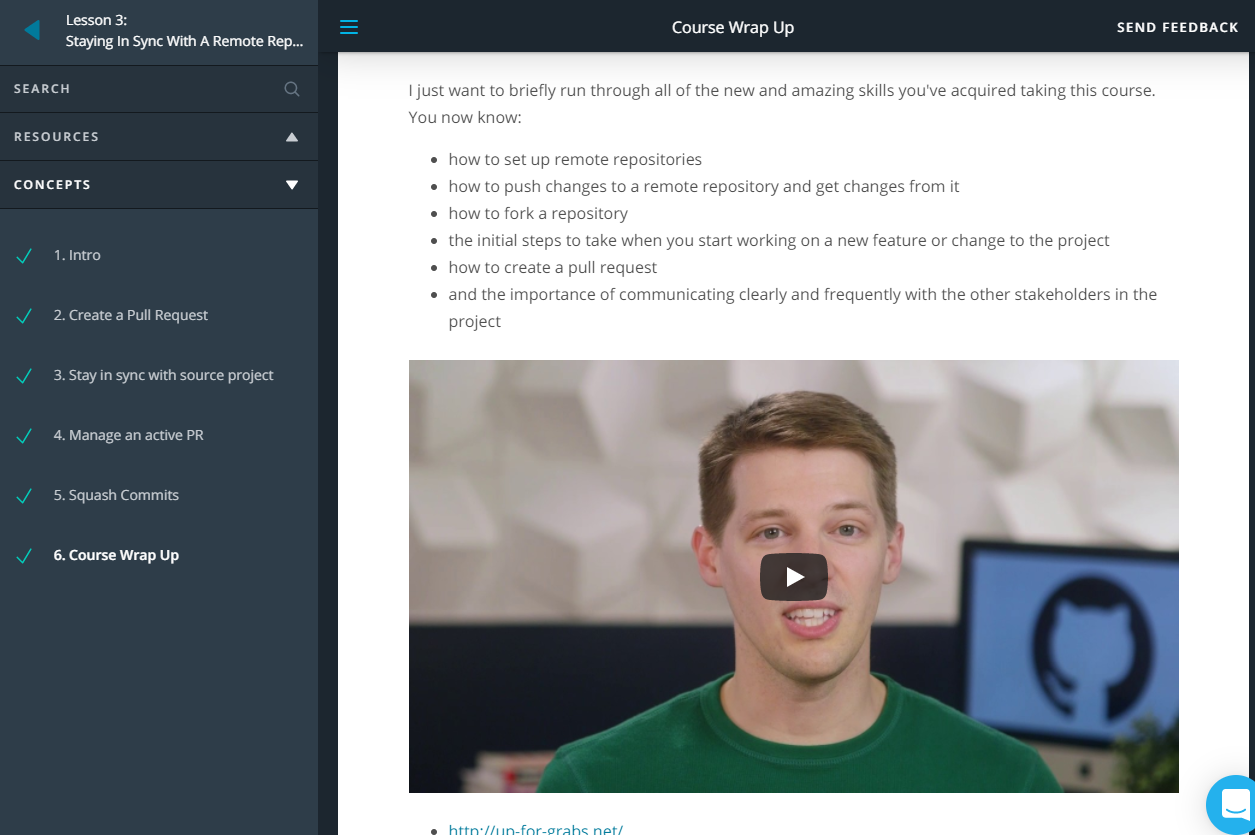 Lesson 3:
Staying In Sync With A Remote Rep...
SEARCH
RESOURCES
CONCEPTS
1. Intro
2. Create a Pull Request
3. Stay in sync with source project
4. Manage an active PR
5. Squash Commits
6. Course Wrap Up
Course Wrap Up
SEND FEEDBACK
I just want to briefly run through all of the new and amazing skills you've acquired taking this course.
You now know:
how to set up remote repositories
how to push changes to a remote repository and get changes from it
how to fork a repository
the initial steps to take when you start working on a new feature or change to the project
how to create a pull request
and the importance of communicating clearly and frequently with the other stakeholders in the
project
http://up-for-grabs.net/